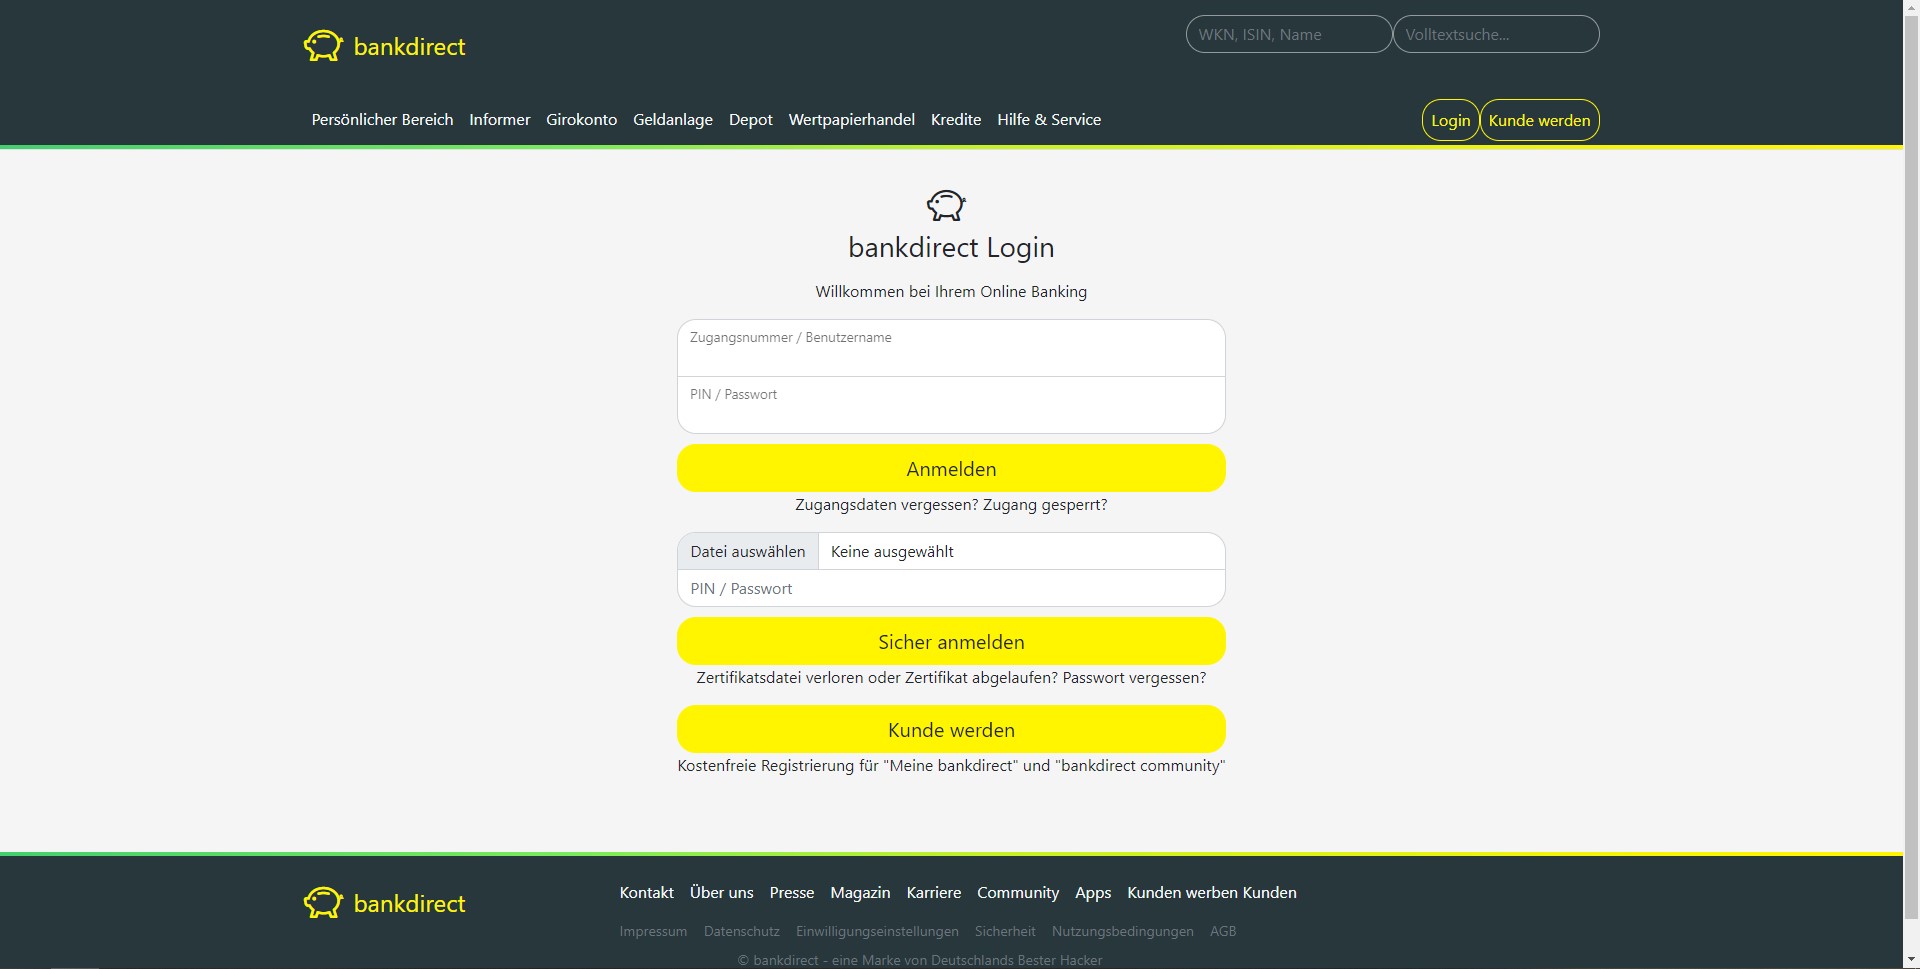 bankdirect
WKN, ISIN, Name
Volltextsuche...
Persönlicher Bereich Informer Girokonto Geldanlage Depot Wertpapierhandel Kredite Hilfe & Service
Login Kunde werden
bankdirect Login
Willkommen bei Ihrem Online Banking
Zugangsnummer / Benutzername
PIN / Passwort
Anmelden
Zugangsdaten vergessen? Zugang gesperrt?
Datei auswählen Keine ausgewählt
PIN / Passwort
Sicher anmelden
Zertifikatsdatei verloren oder Zertifikat abgelaufen? Passwort vergessen?
Kunde werden
Kostenfreie Registrierung für "Meine bankdirect" und "bankdirect community"
bankdirect
Kontakt Über uns Presse Magazin Karriere Community Apps Kunden werben Kunden
Impressum Datenschutz Einwilligungseinstellungen Sicherheit Nutzungsbedingungen AGB
© bankdirect - eine Marke von Deutschlands Bester Hacker